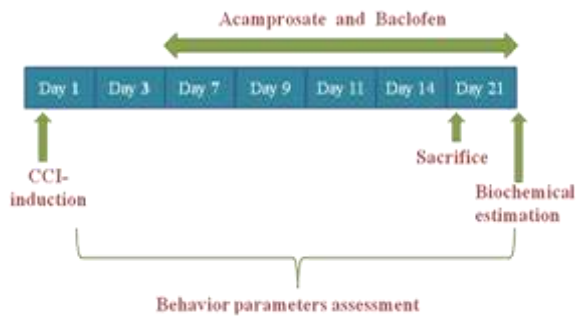 Acamprosate and Baclofen
Day 1 Day 3 Day 7 Day 9 Day 11 Day 14 Day 21
CCI-
induction
Sacrifice
Biochemical
estimation
Behavior parameters assessment